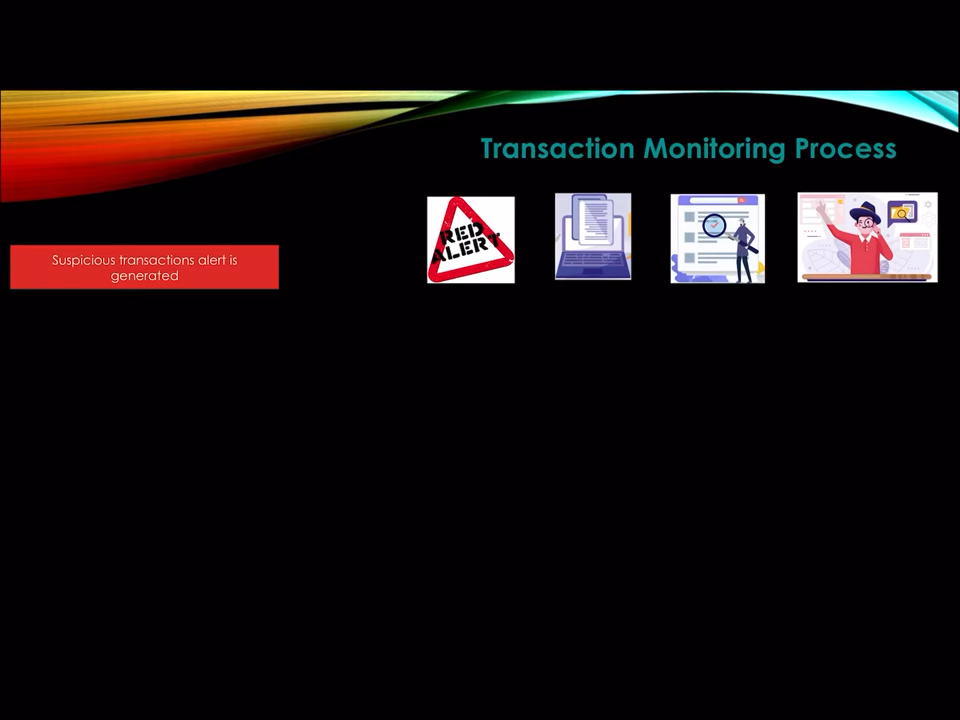 Transaction Monitoring Process
RED
ALERT
Suspicious transactions alert is
generated